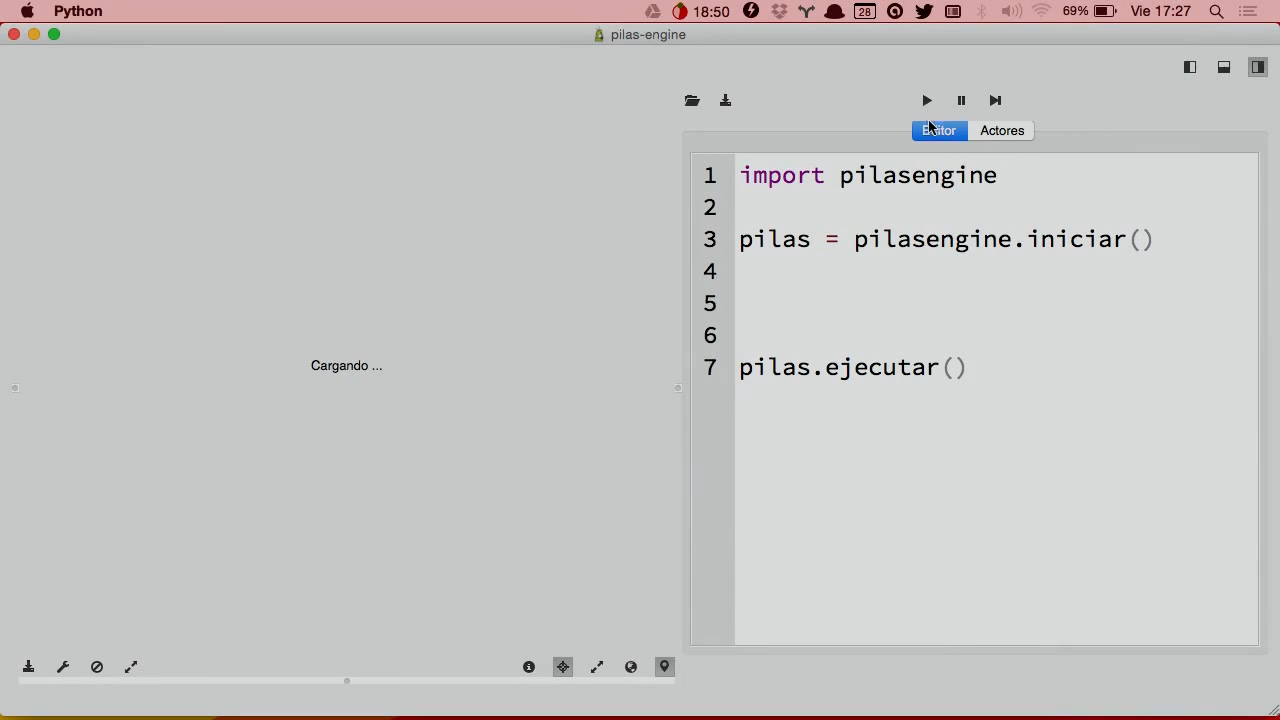 Python
18:50
28
69%
Vie 17:27
pilas-engine
Editor
Actores
1 import pilasengine
2
3 pilas = pilasengine.iniciar()
4
5
6
7 pilas.ejecutar()
Cargando ...